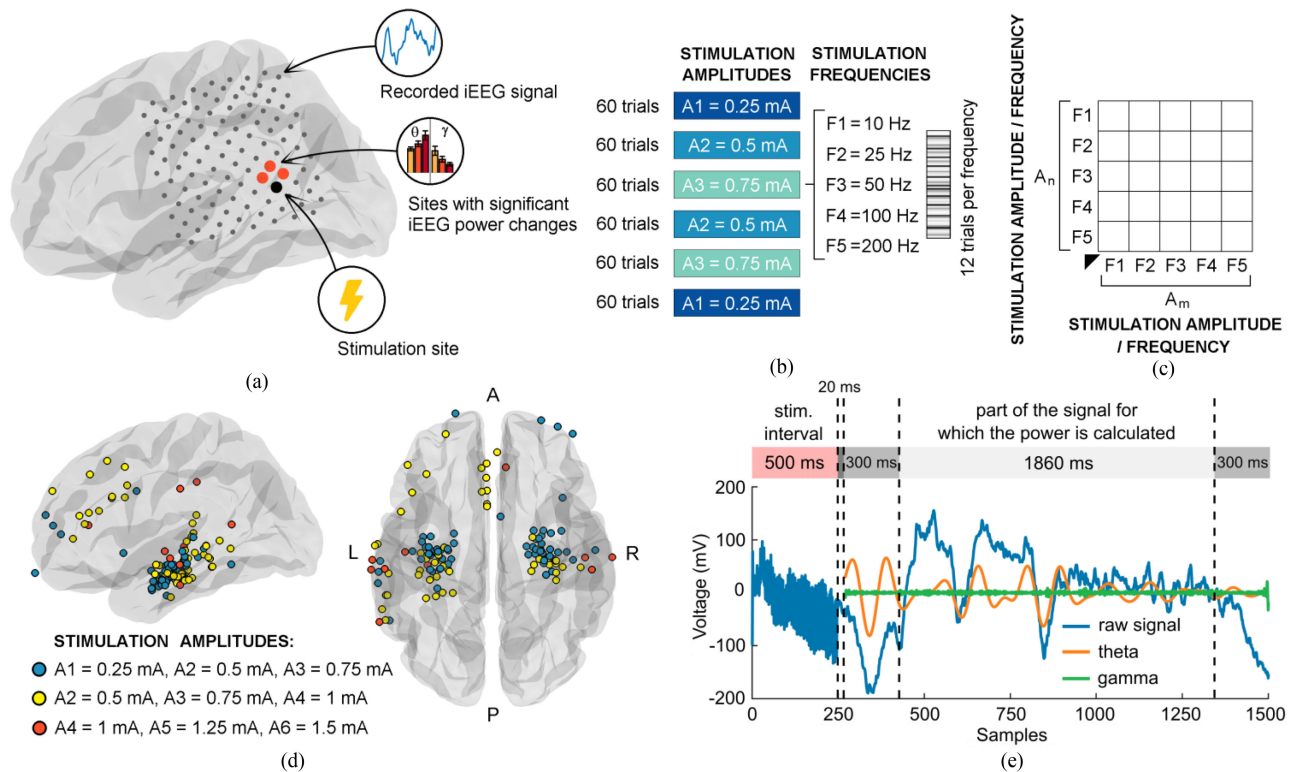 θ γ
Recorded iEEG signal
Sites with significant
iEEG power changes
Stimulation site
(a)
STIMULATION
AMPLITUDES
STIMULATION
FREQUENCIES
60 trials
A1 = 0.25 mA
60 trials
A2 = 0.5 mA
60 trials
A3 = 0.75 mA
60 trials
A2 = 0.5 mA
60 trials
A3 = 0.75 mA
60 trials
A1 = 0.25 mA
F1 = 10 Hz
F2 = 25 Hz
F3 = 50 Hz
F4 =100 Hz
F5=200 Hz
12 trials per frequency
(b)
STIMULATION AMPLITUDE / FREQUENCY
An
F1
F2
F3
F4
F5
F1 F2 F3 F4 F5
Am
STIMULATION AMPLITUDE
/ FREQUENCY
(c)
A
L
R
P
STIMULATION AMPLITUDES:
A1 = 0.25 mA, A2 = 0.5 mA, A3 = 0.75 mA
A2 = 0.5 mA, A3 = 0.75 mA, A4 = 1 mA
A4 = 1 mA, A5 = 1.25 mA, A6 = 1.5 mA
(d)
20 ms
stim.
interval
part of the signal for
which the power is calculated
500 ms
300 ms
1860 ms
300 ms
Voltage (mV)
200
100
0
-100
-200
raw signal
theta
gamma
0 250 500 750 1000 1250 1500
Samples
(e)